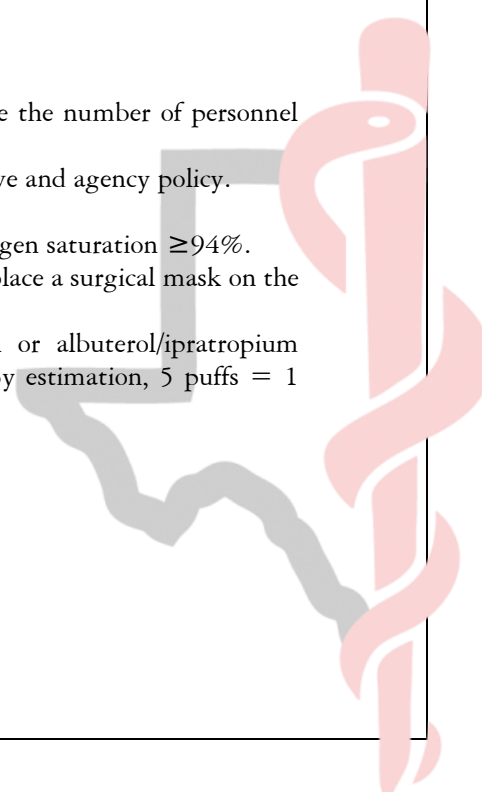 e the number of personnel
ve and agency policy.
gen saturation ≥94%.
place a surgical mask on the
or albuterol/ipratropium
y estimation, 5 puffs = 1